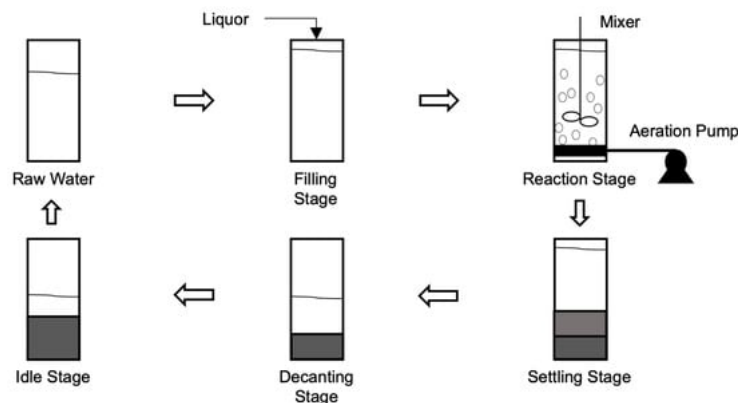 Liquor
Mixer
Aeration Pump
Raw Water
Filling
Stage
Reaction Stage
Idle Stage
Decanting
Stage
Settling Stage